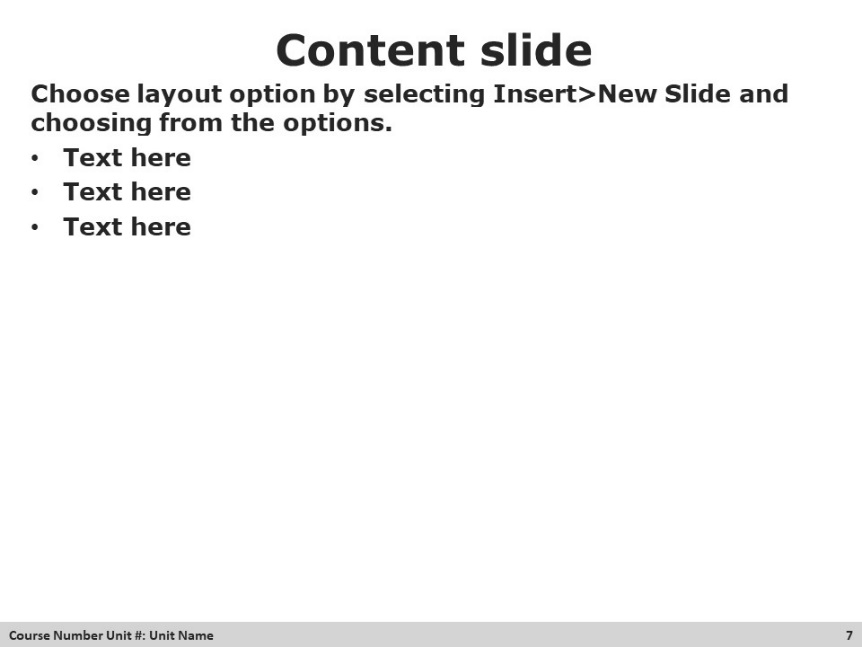 Content slide
Choose layout option by selecting Insert>New Slide and
choosing from the options.
• Text here
• Text here
• Text here
Course Number Unit #: Unit Name 7